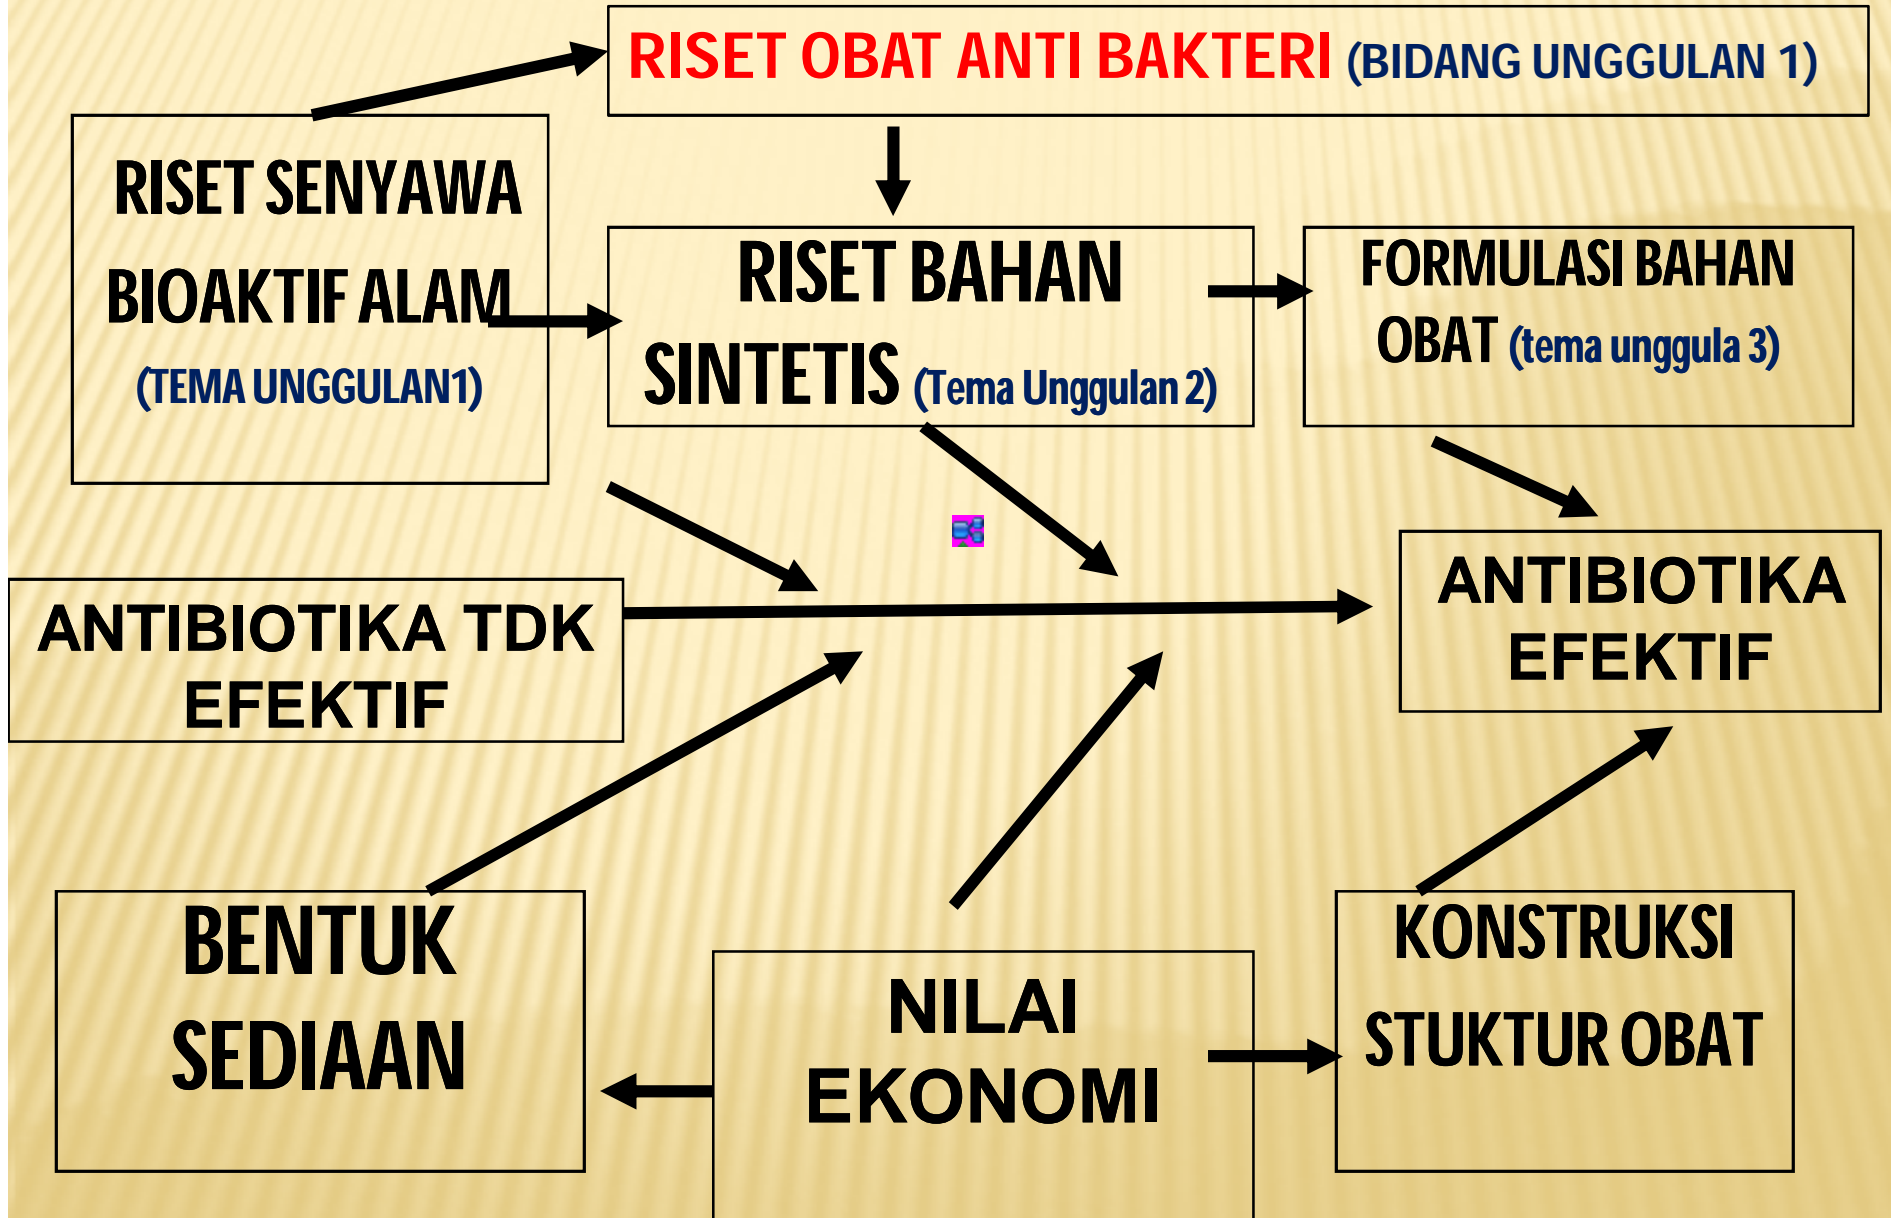 RISET OBAT ANTI BAKTERI (BIDANG UNGGULAN 1)
RISET SENYAWA
BIOAKTIF ALAM
(TEMA UNGGULAN1)
RISET BAHAN
SINTETIS (Tema Unggulan 2)
FORMULASI BAHAN
OBAT (tema unggula 3)
ANTIBIOTIKA TDK
EFEKTIF
ANTIBIOTIKA
EFEKTIF
BENTUK
SEDIAAN
NILAI
EKONOMI
KONSTRUKSI
STUKTUR OBAT